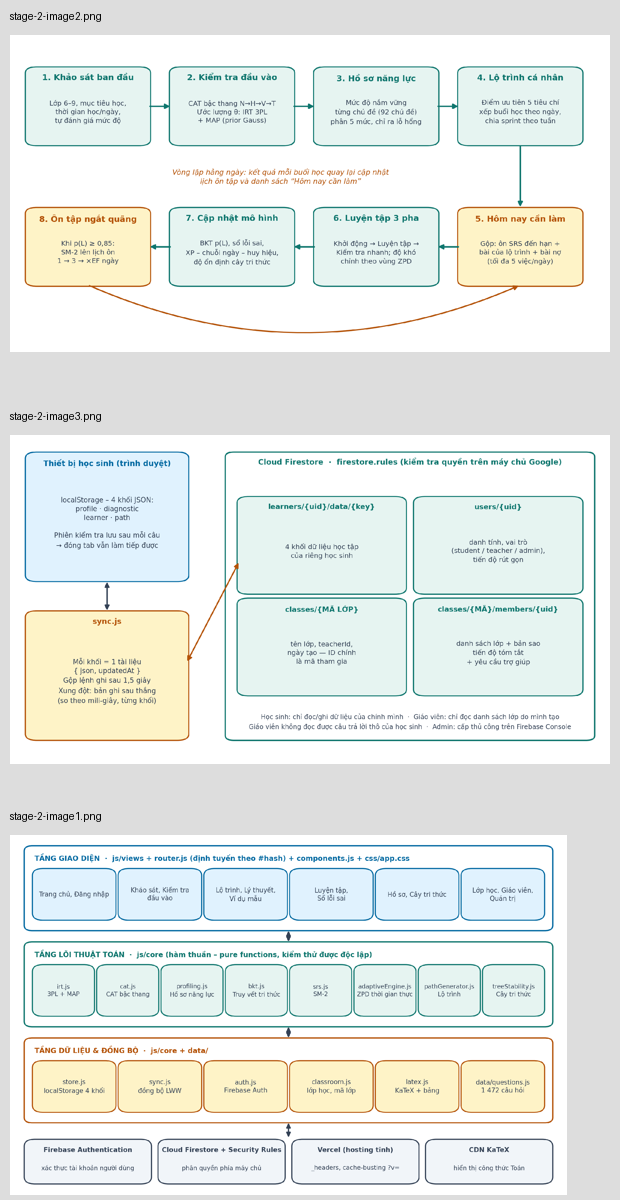 stage-2-image2.png
1. Khảo sát ban đầu
Lớp 6–9, mục tiêu học,
thời gian học/ngày,
tự đánh giá mức độ
2. Kiểm tra đầu vào
CAT bậc thang N→H→V→T
Ước lượng θ: IRT 3PL
+ MAP (prior Gauss)
3. Hồ sơ năng lực
Mức độ nắm vững
từng chủ đề (92 chủ đề)
phân 5 mức, chỉ ra lỗ hổng
4. Lộ trình cá nhân
Điểm ưu tiên 5 tiêu chí
xếp buổi học theo ngày,
chia sprint theo tuần
Vòng lặp hằng ngày: kết quả mỗi buổi học quay lại cập nhật
lịch ôn tập và danh sách “Hôm nay cần làm”
8. Ôn tập ngắt quãng
Khi p(L) ≥ 0,85:
SM-2 lên lịch ôn
1 → 3 → ×EF ngày
7. Cập nhật mô hình
BKT p(L), sổ lỗi sai,
XP – chuỗi ngày – huy hiệu,
độ ổn định cây tri thức
6. Luyện tập 3 pha
Khởi động → Luyện tập →
Kiểm tra nhanh; độ khó
chỉnh theo vùng ZPD
5. Hôm nay cần làm
Gộp: ôn SRS đến hạn +
bài của lộ trình + bài nợ
(tối đa 5 việc/ngày)
stage-2-image3.png
Thiết bị học sinh (trình duyệt)
localStorage – 4 khối JSON:
profile · diagnostic
learner · path
Phiên kiểm tra lưu sau mỗi câu
→ đóng tab vẫn làm tiếp được
sync.js
Mỗi khối = 1 tài liệu
{ json, updatedAt }
Gộp lệnh ghi sau 1,5 giây
Xung đột: bản ghi sau thắng
(so theo mili-giây, từng khối)
Cloud Firestore · firestore.rules (kiểm tra quyền trên máy chủ Google)
learners/{uid}/data/{key}
4 khối dữ liệu học tập
của riêng học sinh
users/{uid}
danh tính, vai trò
(student / teacher / admin),
tiến độ rút gọn
classes/{MÃ LỚP}
tên lớp, teacherId,
ngày tạo — ID chính
là mã tham gia
classes/{MÃ}/members/{uid}
danh sách lớp + bản sao
tiến độ tóm tắt
+ yêu cầu trợ giúp
Học sinh: chỉ đọc/ghi dữ liệu của chính mình · Giáo viên: chỉ đọc danh sách lớp do mình tạo
Giáo viên không đọc được câu trả lời thô của học sinh · Admin: cấp thủ công trên Firebase Console
stage-2-image1.png
TẦNG GIAO DIỆN · js/views + router.js (định tuyến theo #hash) + components.js + css/app.css
Trang chủ, Đăng nhập
Khảo sát, Kiểm tra
đầu vào
Lộ trình, Lý thuyết,
Ví dụ mẫu
Luyện tập,
Sổ lỗi sai
Hồ sơ, Cây tri thức
Lớp học, Giáo viên,
Quản trị
TẦNG LÕI THUẬT TOÁN · js/core (hàm thuần – pure functions, kiểm thử được độc lập)
irt.js
3PL + MAP
cat.js
CAT bậc thang
profiling.js
Hồ sơ năng lực
bkt.js
Truy vết tri thức
srs.js
SM-2
adaptiveEngine.js
ZPD thời gian thực
pathGenerator.js
Lộ trình
treeStability.js
Cây tri thức
TẦNG DỮ LIỆU & ĐỒNG BỘ · js/core + data/
store.js
localStorage 4 khối
sync.js
đồng bộ LWW
auth.js
Firebase Auth
classroom.js
lớp học, mã lớp
latex.js
KaTeX + bảng
data/questions.js
1 472 câu hỏi
Firebase Authentication
xác thực tài khoản người dùng
Cloud Firestore + Security Rules
phân quyền phía máy chủ
Vercel (hosting tĩnh)
_headers, cache-busting ?v=
CDN KaTeX
hiển thị công thức Toán